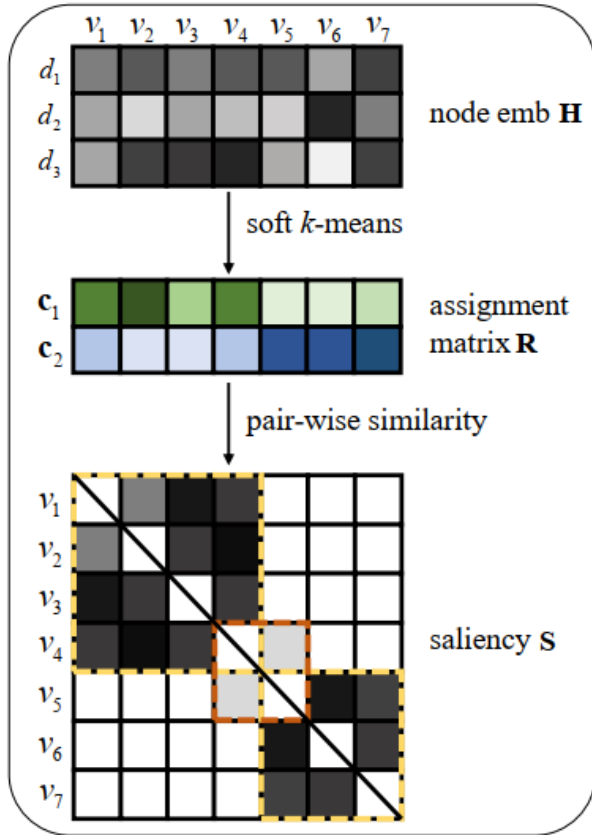 v₁ v₂ v₃ v₄ v₅ v₆ v₇
d₁
d₂ node emb H
d₃
soft k-means
c₁ assignment
c₂ matrix R
pair-wise similarity
v₁
v₂
v₃
v₄ saliency S
v₅
v₆
v₇